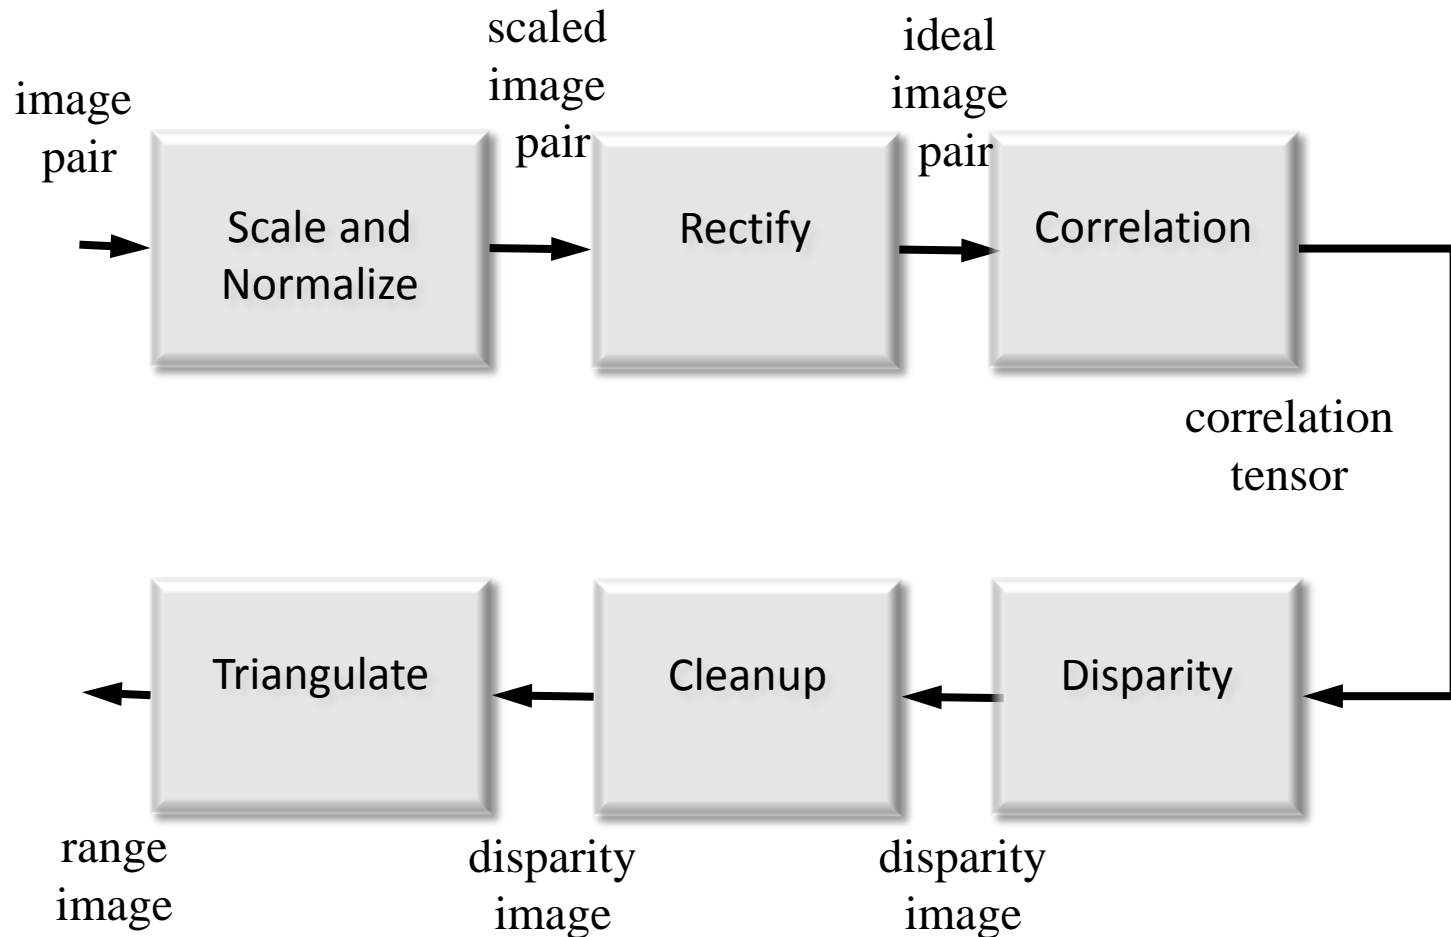 image
pair
Scale and
Normalize
scaled
image
pair
Rectify
ideal
image
pair
Correlation
correlation
tensor
Disparity
disparity
image
Cleanup
disparity
image
Triangulate
range
image